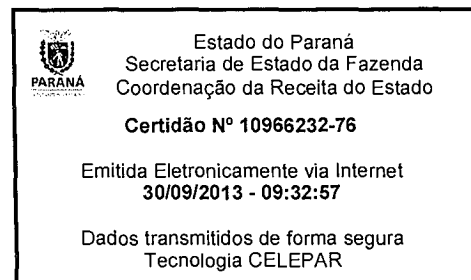 Estado do Paraná
Secretaria de Estado da Fazenda
PARANÁ
Coordenação da Receita do Estado
Certidão Nº 10966232-76
Emitida Eletronicamente via Internet
30/09/2013 - 09:32:57
Dados transmitidos de forma segura
Tecnologia CELEPAR